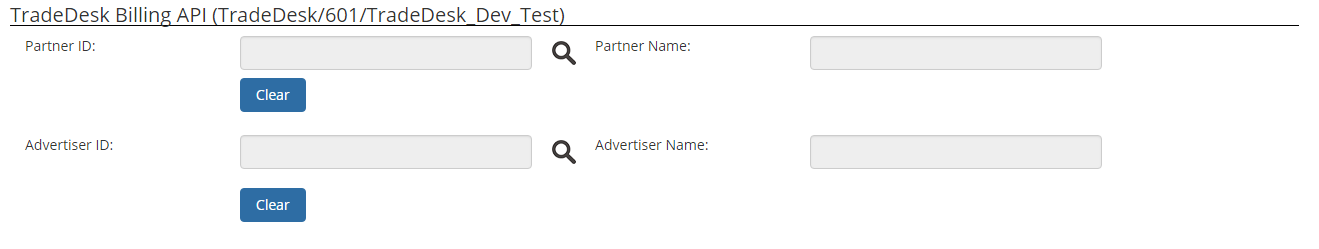 TradeDesk Billing API (TradeDesk/601/TradeDesk_Dev_Test)
Partner ID: Partner Name:
Clear
Advertiser ID: Advertiser Name:
Clear